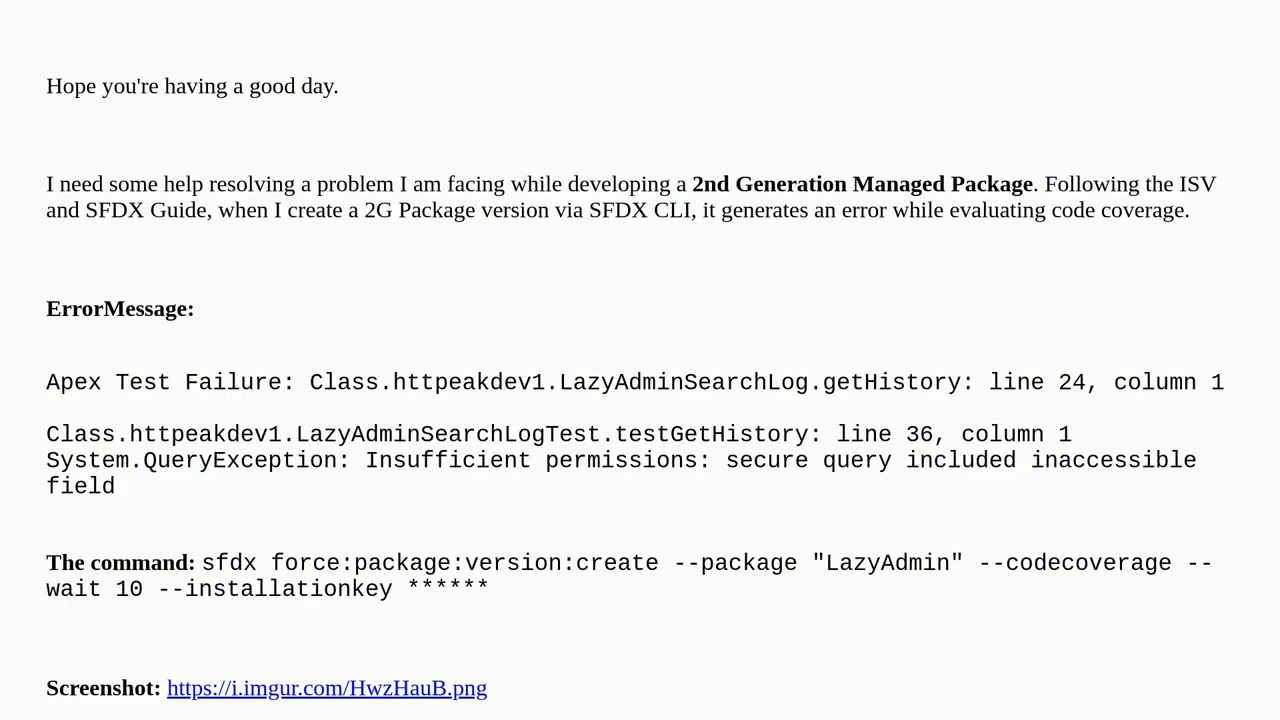 Hope you're having a good day.
I need some help resolving a problem I am facing while developing a 2nd Generation Managed Package. Following the ISV
and SFDX Guide, when I create a 2G Package version via SFDX CLI, it generates an error while evaluating code coverage.
ErrorMessage:
Apex Test Failure: Class.httpeakdev1.LazyAdminSearchLog.getHistory: line 24, column 1
Class.httpeakdev1.LazyAdminSearchLogTest.testGetHistory: line 36, column 1
System.QueryException: Insufficient permissions: secure query included inaccessible
field
The command: sfdx force:package:version:create --package "LazyAdmin" --codecoverage --
wait 10 --installationkey ******
Screenshot: https://i.imgur.com/HwzHauB.png